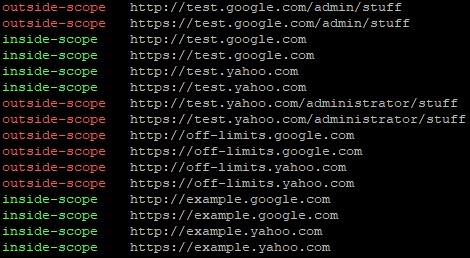 outside-scope http://test.google.com/admin/stuff
outside-scope https://test.google.com/admin/stuff
inside-scope http://test.google.com
inside-scope https://test.google.com
inside-scope http://test.yahoo.com
inside-scope https://test.yahoo.com
outside-scope http://test.yahoo.com/administrator/stuff
outside-scope https://test.yahoo.com/administrator/stuff
outside-scope http://off-limits.google.com
outside-scope https://off-limits.google.com
outside-scope http://off-limits.yahoo.com
outside-scope https://off-limits.yahoo.com
inside-scope http://example.google.com
inside-scope https://example.google.com
inside-scope http://example.yahoo.com
inside-scope https://example.yahoo.com